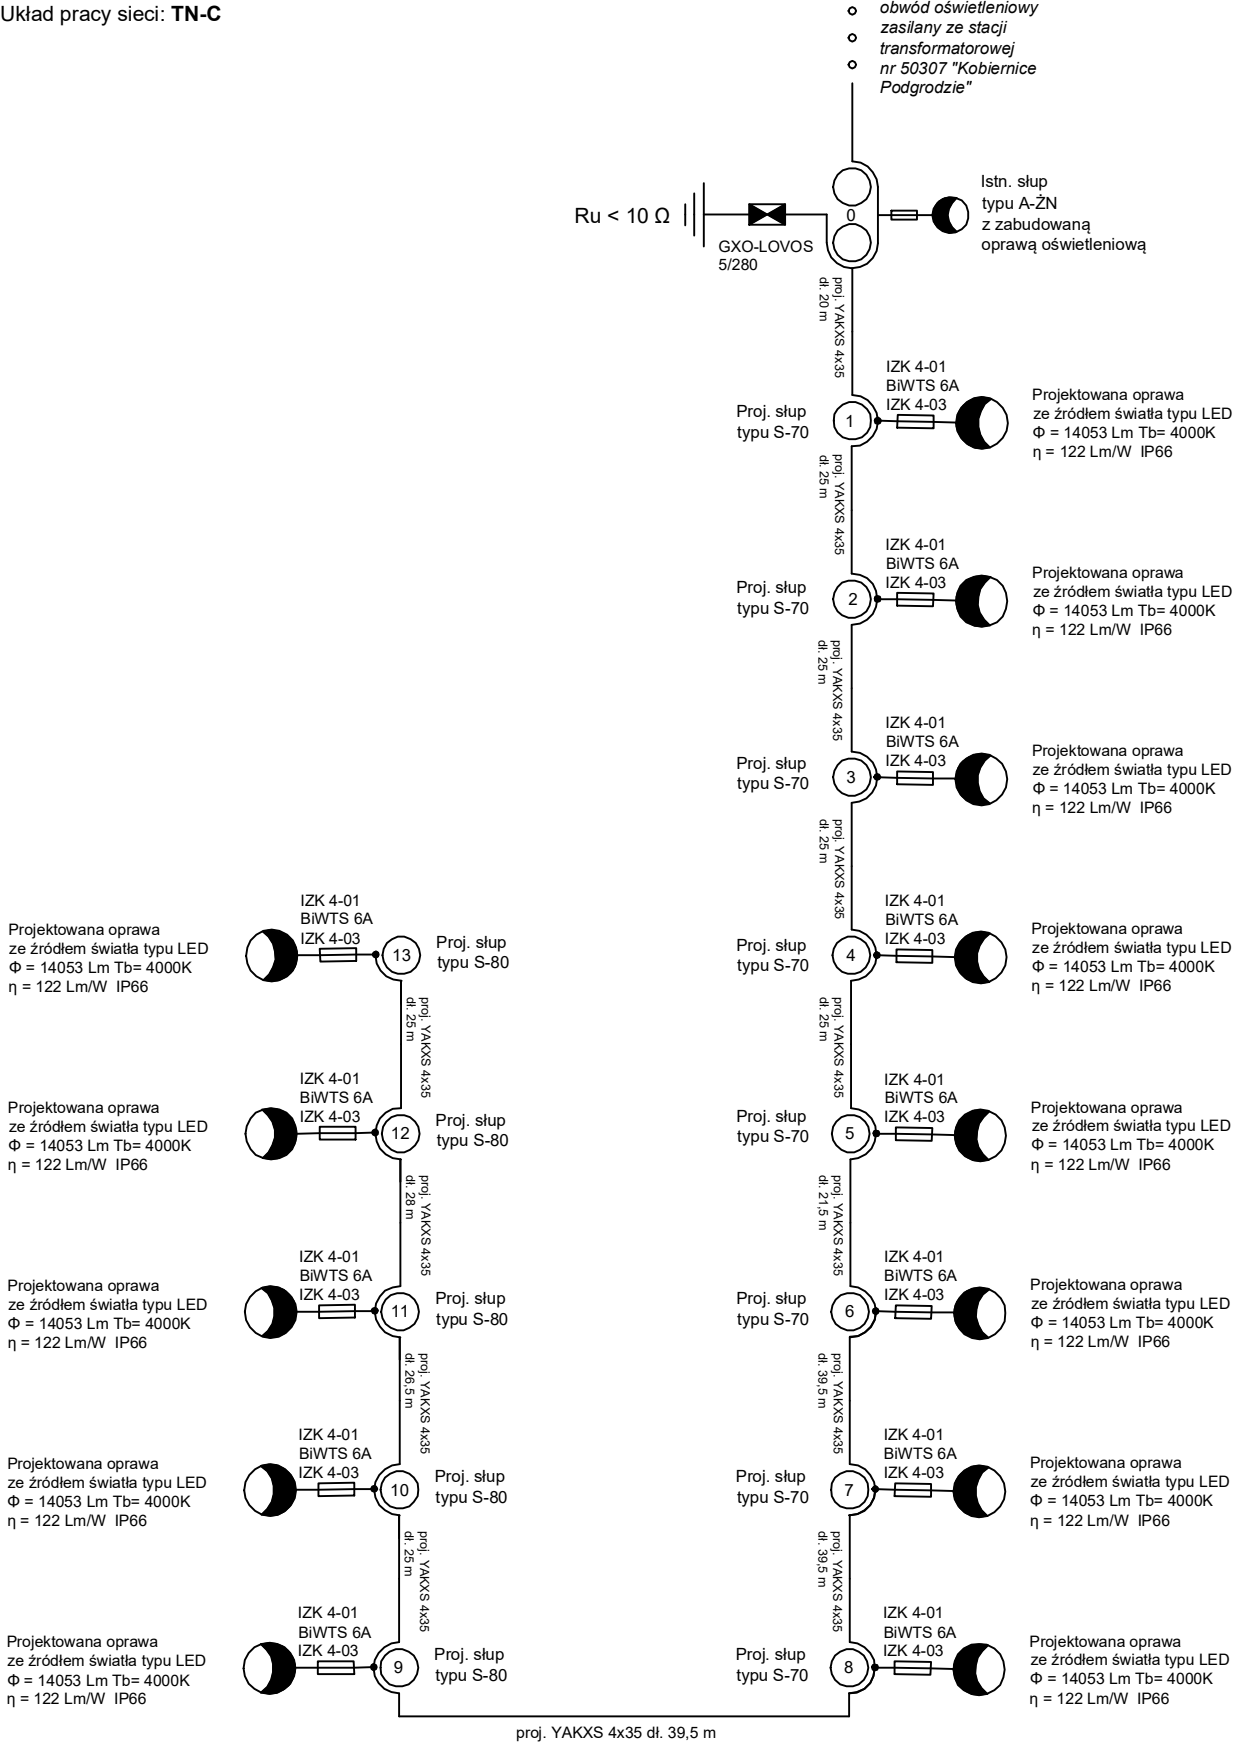 Układ pracy sieci: TN-C
obwód oświetleniowy
zasilany ze stacji
transformatorowej
nr 50307 "Kobiernice
Podgrodzie"
Ru < 10 Ω
GXO-LOVOS
5/280
0
Istn. słup
typu A-ŻN
z zabudowaną
oprawą oświetleniową
proj. YAKXS 4x35
dł. 20 m
Proj. słup
typu S-70
1
IZK 4-01
BiWTS 6A
IZK 4-03
Projektowana oprawa
ze źródłem światła typu LED
Φ = 14053 Lm Tb= 4000K
η = 122 Lm/W IP66
proj. YAKXS 4x35
dł. 25 m
Proj. słup
typu S-70
2
IZK 4-01
BiWTS 6A
IZK 4-03
Projektowana oprawa
ze źródłem światła typu LED
Φ = 14053 Lm Tb= 4000K
η = 122 Lm/W IP66
proj. YAKXS 4x35
dł. 25 m
Proj. słup
typu S-70
3
IZK 4-01
BiWTS 6A
IZK 4-03
Projektowana oprawa
ze źródłem światła typu LED
Φ = 14053 Lm Tb= 4000K
η = 122 Lm/W IP66
proj. YAKXS 4x35
dł. 25 m
Proj. słup
typu S-70
4
IZK 4-01
BiWTS 6A
IZK 4-03
Projektowana oprawa
ze źródłem światła typu LED
Φ = 14053 Lm Tb= 4000K
η = 122 Lm/W IP66
proj. YAKXS 4x35
dł. 25 m
Proj. słup
typu S-70
5
IZK 4-01
BiWTS 6A
IZK 4-03
Projektowana oprawa
ze źródłem światła typu LED
Φ = 14053 Lm Tb= 4000K
η = 122 Lm/W IP66
proj. YAKXS 4x35
dł. 21,5 m
Proj. słup
typu S-70
6
IZK 4-01
BiWTS 6A
IZK 4-03
Projektowana oprawa
ze źródłem światła typu LED
Φ = 14053 Lm Tb= 4000K
η = 122 Lm/W IP66
proj. YAKXS 4x35
dł. 39,5 m
Proj. słup
typu S-70
7
IZK 4-01
BiWTS 6A
IZK 4-03
Projektowana oprawa
ze źródłem światła typu LED
Φ = 14053 Lm Tb= 4000K
η = 122 Lm/W IP66
proj. YAKXS 4x35
dł. 39,5 m
Proj. słup
typu S-70
8
IZK 4-01
BiWTS 6A
IZK 4-03
Projektowana oprawa
ze źródłem światła typu LED
Φ = 14053 Lm Tb= 4000K
η = 122 Lm/W IP66
proj. YAKXS 4x35 dł. 39,5 m
Projektowana oprawa
ze źródłem światła typu LED
Φ = 14053 Lm Tb= 4000K
η = 122 Lm/W IP66
IZK 4-01
BiWTS 6A
IZK 4-03
9
Proj. słup
typu S-80
proj. YAKXS 4x35
dł. 25 m
Projektowana oprawa
ze źródłem światła typu LED
Φ = 14053 Lm Tb= 4000K
η = 122 Lm/W IP66
IZK 4-01
BiWTS 6A
IZK 4-03
10
Proj. słup
typu S-80
proj. YAKXS 4x35
dł. 26,5 m
Projektowana oprawa
ze źródłem światła typu LED
Φ = 14053 Lm Tb= 4000K
η = 122 Lm/W IP66
IZK 4-01
BiWTS 6A
IZK 4-03
11
Proj. słup
typu S-80
proj. YAKXS 4x35
dł. 28 m
Projektowana oprawa
ze źródłem światła typu LED
Φ = 14053 Lm Tb= 4000K
η = 122 Lm/W IP66
IZK 4-01
BiWTS 6A
IZK 4-03
12
Proj. słup
typu S-80
proj. YAKXS 4x35
dł. 25 m
Projektowana oprawa
ze źródłem światła typu LED
Φ = 14053 Lm Tb= 4000K
η = 122 Lm/W IP66
IZK 4-01
BiWTS 6A
IZK 4-03
13
Proj. słup
typu S-80